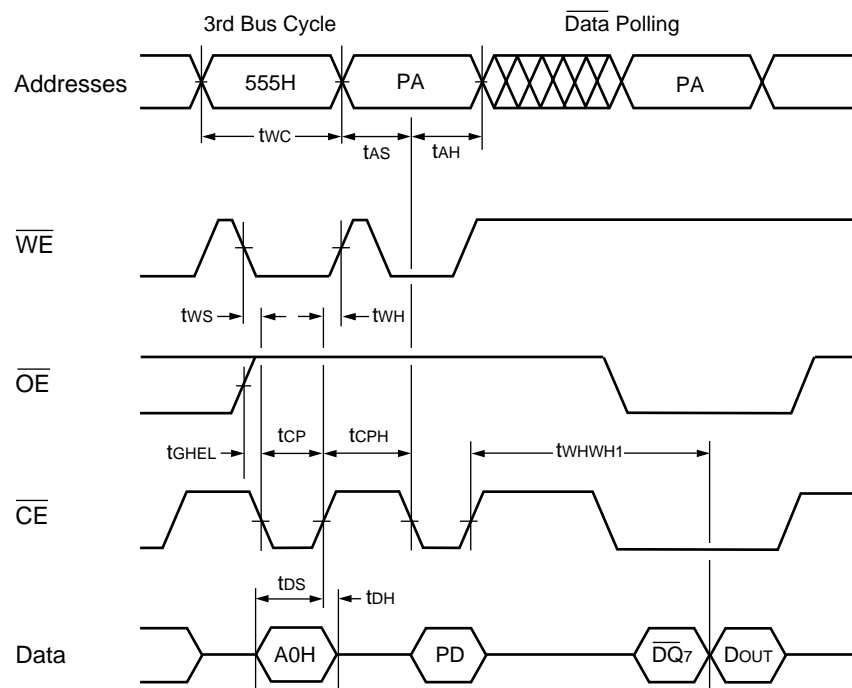 3rd Bus Cycle Data Polling
Addresses 555H PA PA
tWC tAS tAH
WE
tWS tWH
OE
tGHEL tCP tCPH tWHWH1
CE
tDS tDH
Data A0H PD DQ7 DOUT